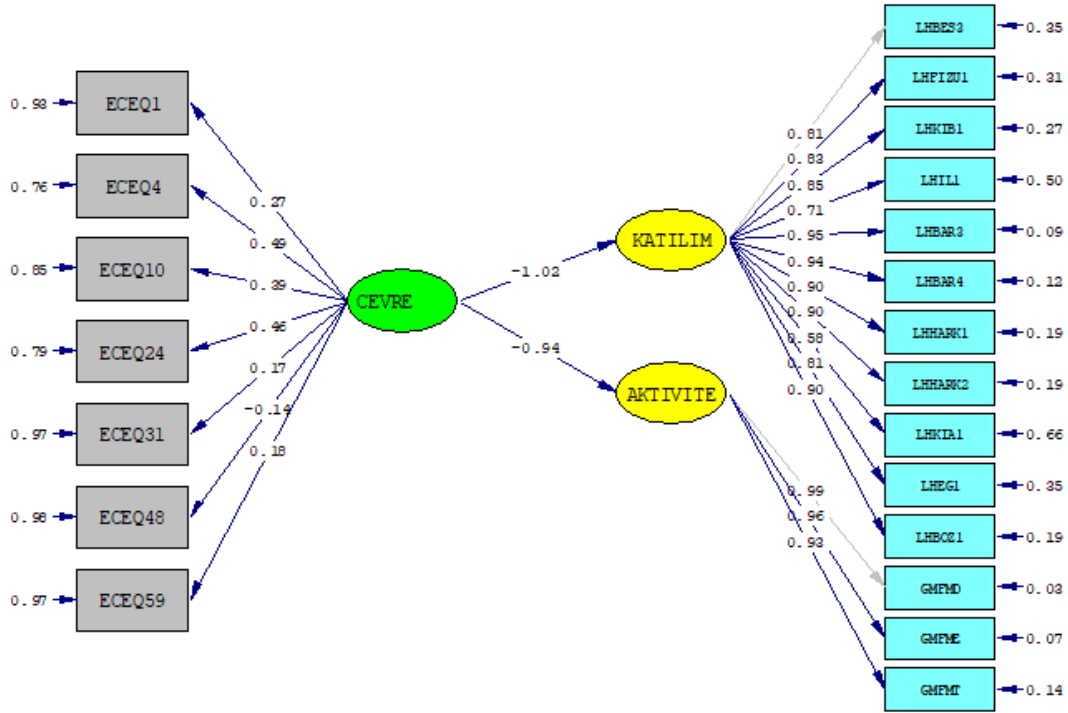 0.93
ECEQ1
0.76
ECEQ4
0.85
ECEQ10
0.79
ECEQ24
0.97
ECEQ31
0.98
ECEQ48
0.97
ECEQ59
0.27
0.49
0.39
0.46
0.17
-0.14
0.18
CEVRE
-1.02
-0.94
KATILIM
AKTIVITE
0.81
0.83
0.85
0.71
0.95
0.94
0.90
0.90
0.58
0.81
0.90
0.99
0.96
0.93
LHBES3
0.35
LHFIZU1
0.31
LHKIB1
0.27
LHIL1
0.50
LHBAR3
0.09
LHBAR4
0.12
LHHARK1
0.19
LHHARK2
0.19
LHKIA1
0.66
LHEG1
0.35
LHBOZ1
0.19
GMFMD
0.03
GMFME
0.07
GMFMT
0.14